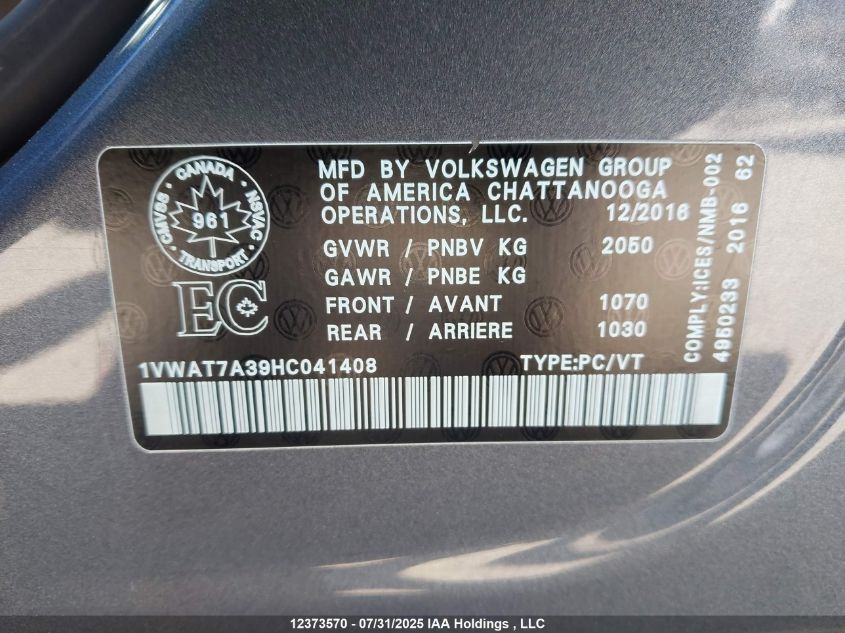 CANADA
CMVSS
NSVAC
961
TRANSPORT
EC
MFD BY VOLKSWAGEN GROUP
OF AMERICA CHATTANOOGA
OPERATIONS, LLC. 12/2016
GVWR / PNBV KG 2050
GAWR / PNBE KG
FRONT / AVANT 1070
REAR / ARRIERE 1030
1VWAT7A39HC041408 TYPE:PC/VT
COMPLY:ICES/NMB-002
4950233 2016 62
12373570 - 07/31/2025 IAA Holdings , LLC